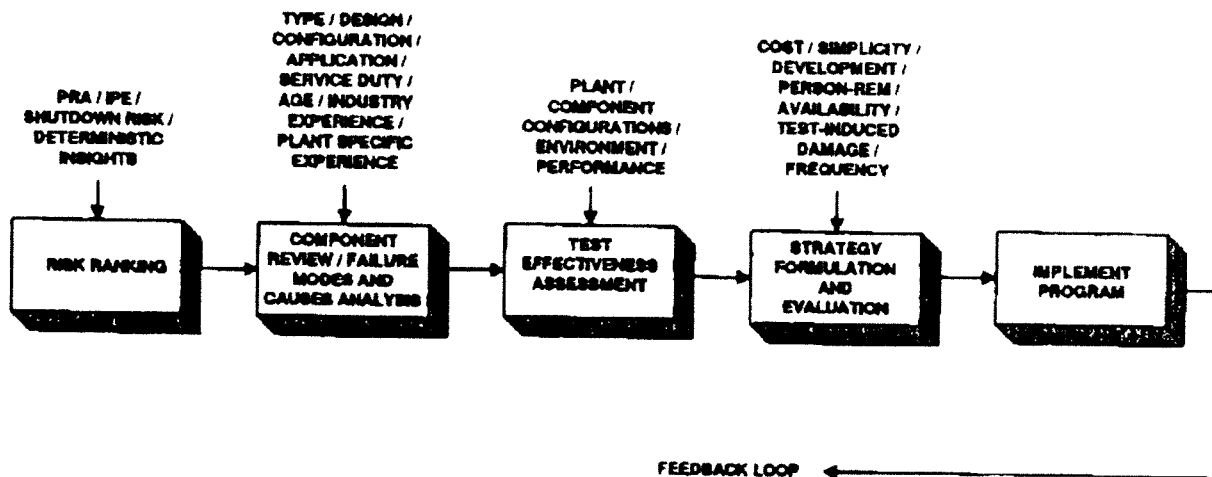 PRA / IPE /
SHUTDOWN RISK /
DETERMINISTIC
INSIGHTS
TYPE / DESIGN /
CONFIGURATION /
APPLICATION /
SERVICE DUTY /
AGE / INDUSTRY
EXPERIENCE /
PLANT SPECIFIC
EXPERIENCE
PLANT /
COMPONENT
CONFIGURATIONS /
ENVIRONMENT /
PERFORMANCE
COST / SIMPLICITY /
DEVELOPMENT /
PERSON-REM /
AVAILABILITY /
TEST-INDUCED
DAMAGE /
FREQUENCY
RISK RANKING
COMPONENT
REVIEW / FAILURE
MODES AND
CAUSES ANALYSIS
TEST
EFFECTIVENESS
ASSESSMENT
STRATEGY
FORMULATION
AND
EVALUATION
IMPLEMENT
PROGRAM
FEEDBACK LOOP